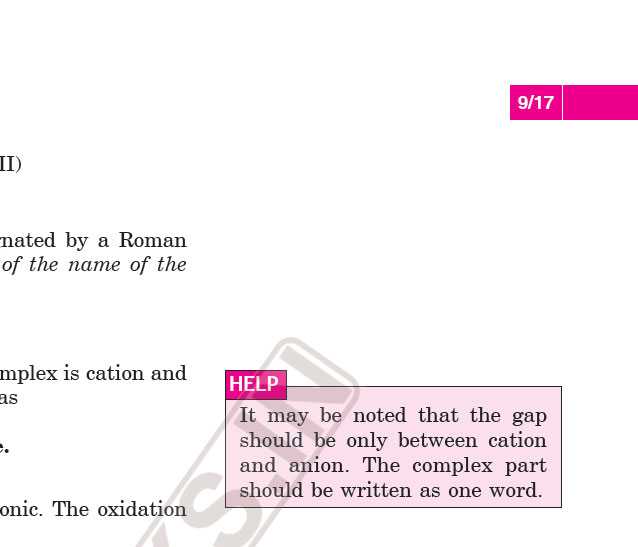 9/17
II)
nated by a Roman
of the name of the
mplex is cation and
as
e.
onic. The oxidation
HELP
It may be noted that the gap
should be only between cation
and anion. The complex part
should be written as one word.
KS.IN